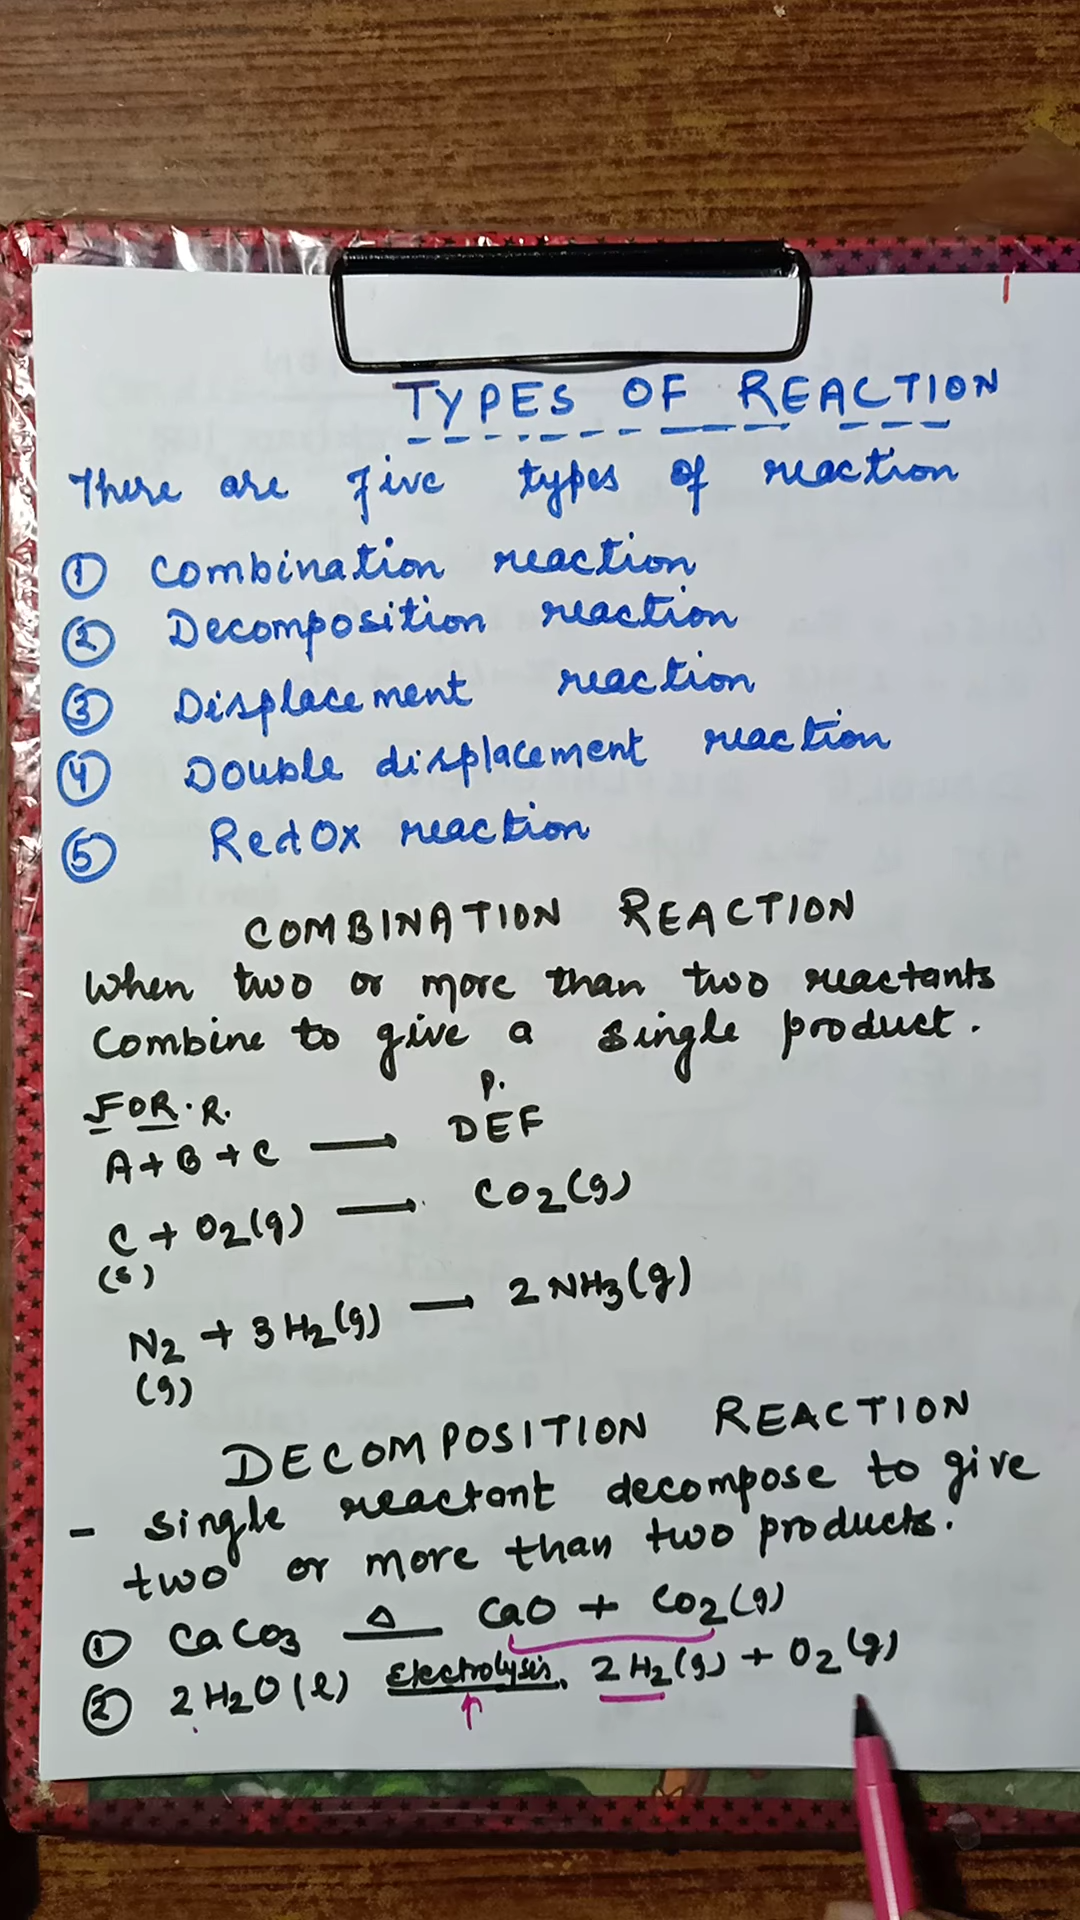 TYPES OF REACTION
There are five types of reaction
① Combination reaction
② Decomposition reaction
③ Displacement reaction
④ Double displacement reaction
⑤ Redox reaction
COMBINATION REACTION
When two or more than two reactants
Combine to give a single product.
FOR. R. P.
A + B + C → DEF
C + O2(g) → CO2(g)
(s)
N2 + 3H2(g) — 2NH3(g)
(g)
DECOMPOSITION REACTION
- single reactant decompose to give
two or more than two products.
① CaCO3 Δ CaO + CO2(g)
② 2H2O(l) Electrolysis 2H2(g) + O2(g)